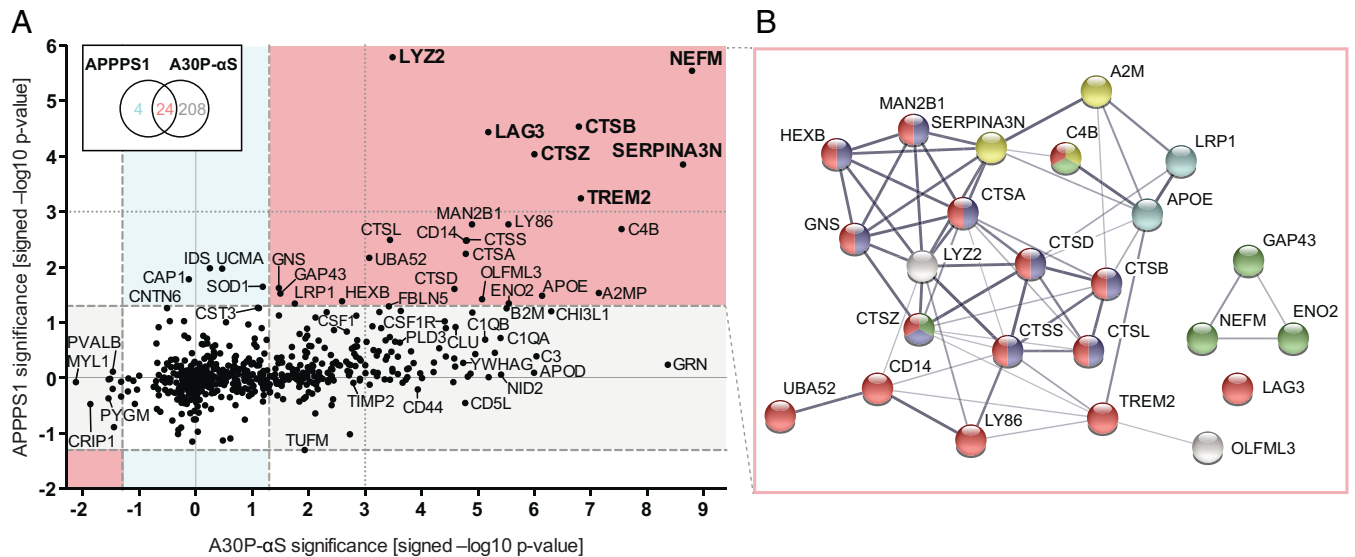 A
B
APPPS1 significance [signed –log10 p-value]
6
5
4
3
2
1
0
-1
-2
APPPS1 A30P-αS
4 24 208
LYZ2
NEFM
LAG3
CTSB
CTSZ
SERPINA3N
TREM2
MAN2B1
LY86
CTSL
CD14
CTSS
C4B
UBA52
CTSA
IDS UCMA
GNS
CAP1
GAP43
CTSD
OLFML3
SOD1
LRP1
HEXB
FBLN5
ENO2
APOE
A2MP
CNTN6
CST3
CSF1
CSF1R
C1QB
B2M
CHI3L1
PLD3
CLU
C1QA
PVALB
MYL1
YWHAG
C3
APOD
GRN
PYGM
TIMP2
CD44
NID2
CD5L
CRIP1
TUFM
-2 -1 0 1 2 3 4 5 6 7 8 9
A30P-αS significance [signed –log10 p-value]
A2M
MAN2B1
SERPINA3N
HEXB
C4B
LRP1
CTSA
APOE
GNS
LYZ2
CTSD
GAP43
CTSB
CTSZ
NEFM
ENO2
CTSS
CTSL
CD14
LAG3
UBA52
TREM2
LY86
OLFML3